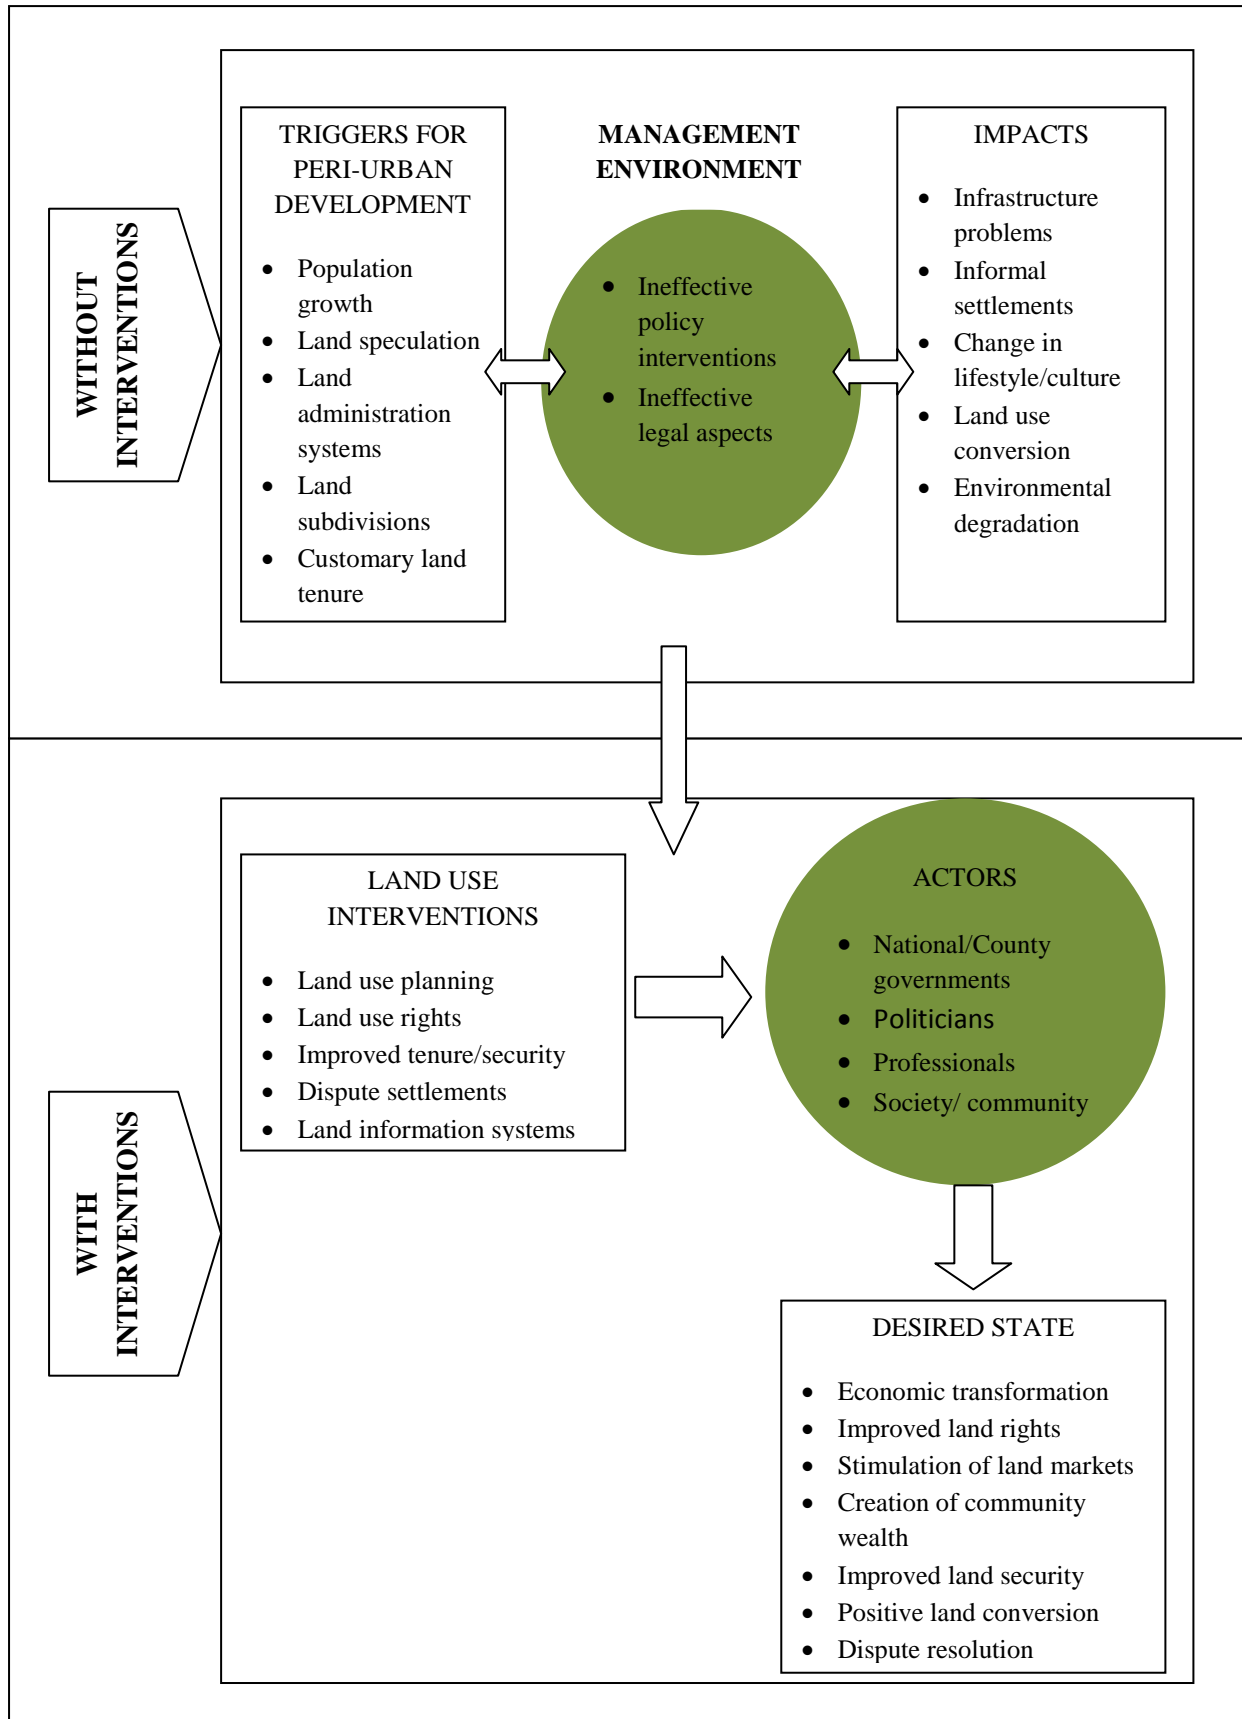 WITHOUT
INTERVENTIONS
TRIGGERS FOR
PERI-URBAN
DEVELOPMENT
• Population
growth
• Land speculation
• Land
administration
systems
• Land
subdivisions
• Customary land
tenure
MANAGEMENT
ENVIRONMENT
• Ineffective
policy
interventions
• Ineffective
legal aspects
IMPACTS
• Infrastructure
problems
• Informal
settlements
• Change in
lifestyle/culture
• Land use
conversion
• Environmental
degradation
WITH
INTERVENTIONS
LAND USE
INTERVENTIONS
• Land use planning
• Land use rights
• Improved tenure/security
• Dispute settlements
• Land information systems
ACTORS
• National/County
governments
• Politicians
• Professionals
• Society/ community
DESIRED STATE
• Economic transformation
• Improved land rights
• Stimulation of land markets
• Creation of community
wealth
• Improved land security
• Positive land conversion
• Dispute resolution